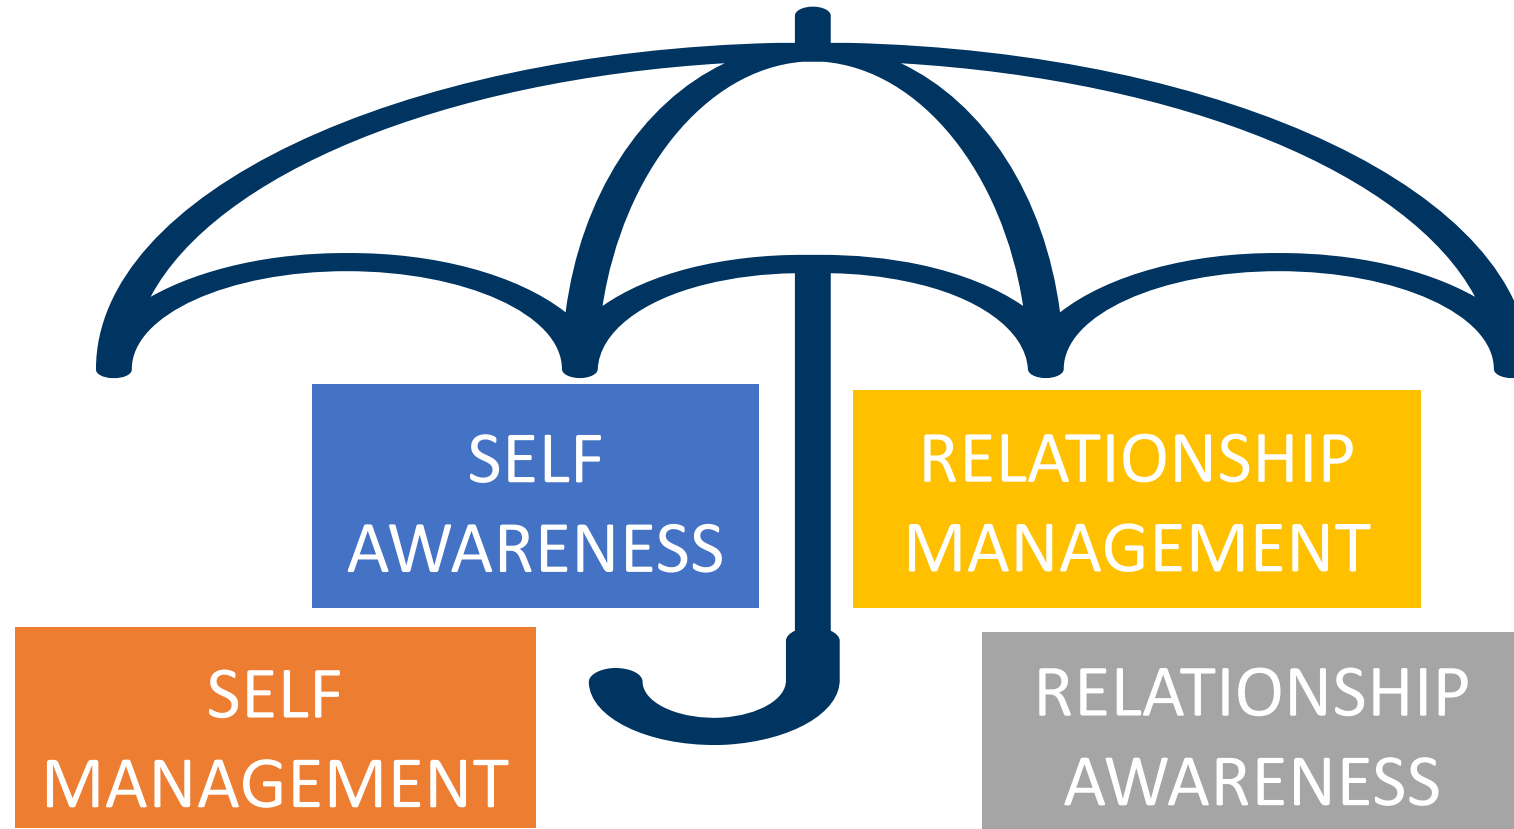 SELF
AWARENESS
RELATIONSHIP
MANAGEMENT
SELF
MANAGEMENT
RELATIONSHIP
AWARENESS